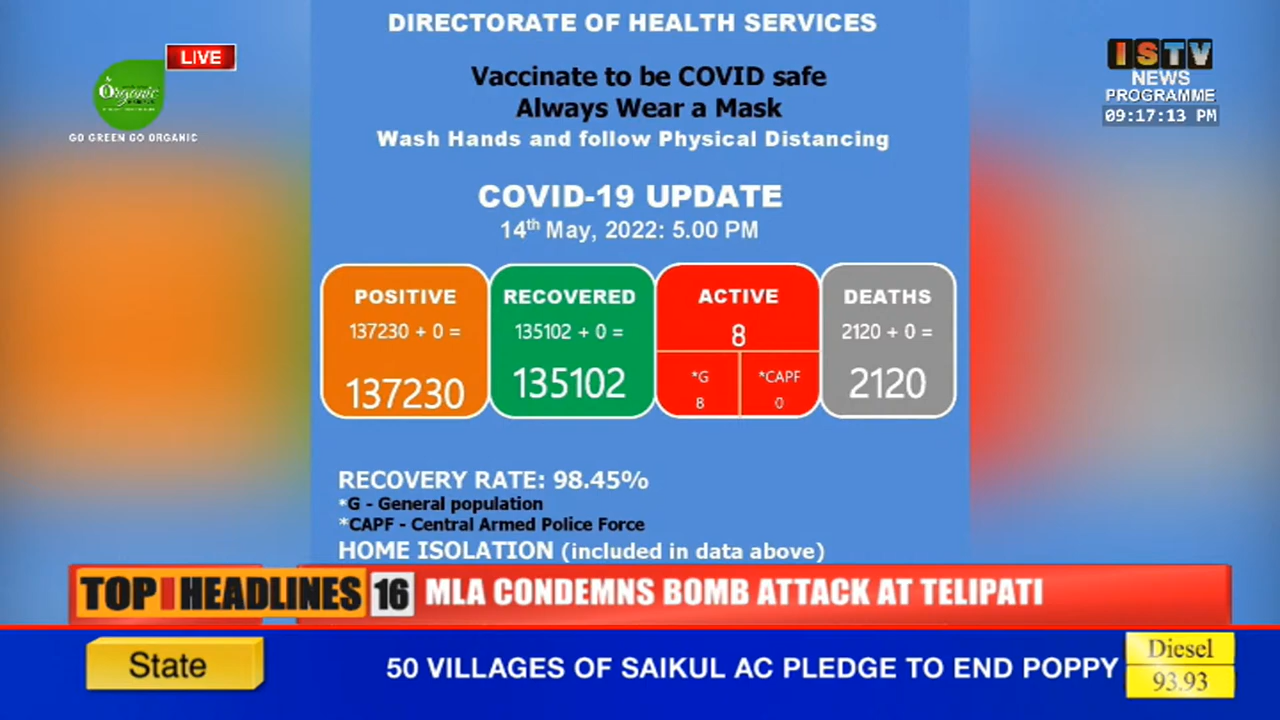 DIRECTORATE OF HEALTH SERVICES
LIVE
Organic
GO GREEN GO ORGANIC
ISTV
NEWS
PROGRAMME
09:17:13 PM
Vaccinate to be COVID safe
Always Wear a Mask
Wash Hands and follow Physical Distancing
COVID-19 UPDATE
14th May, 2022: 5.00 PM
POSITIVE
137230 + 0 =
137230
RECOVERED
135102 + 0 =
135102
ACTIVE
8
*G
8
*CAPF
0
DEATHS
2120 + 0 =
2120
RECOVERY RATE: 98.45%
*G - General population
*CAPF - Central Armed Police Force
HOME ISOLATION (included in data above)
TOP HEADLINES 16 MLA CONDEMNS BOMB ATTACK AT TELIPATI
State
50 VILLAGES OF SAIKUL AC PLEDGE TO END POPPY
Diesel
93.93